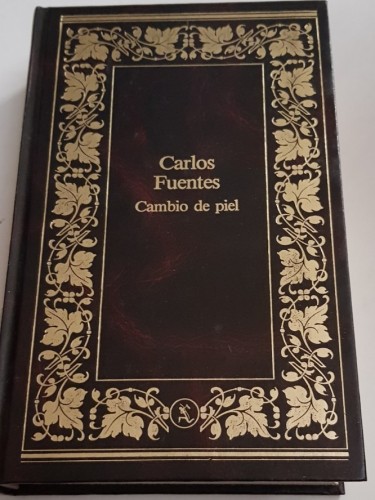 Carlos
Fuentes
Cambio de piel